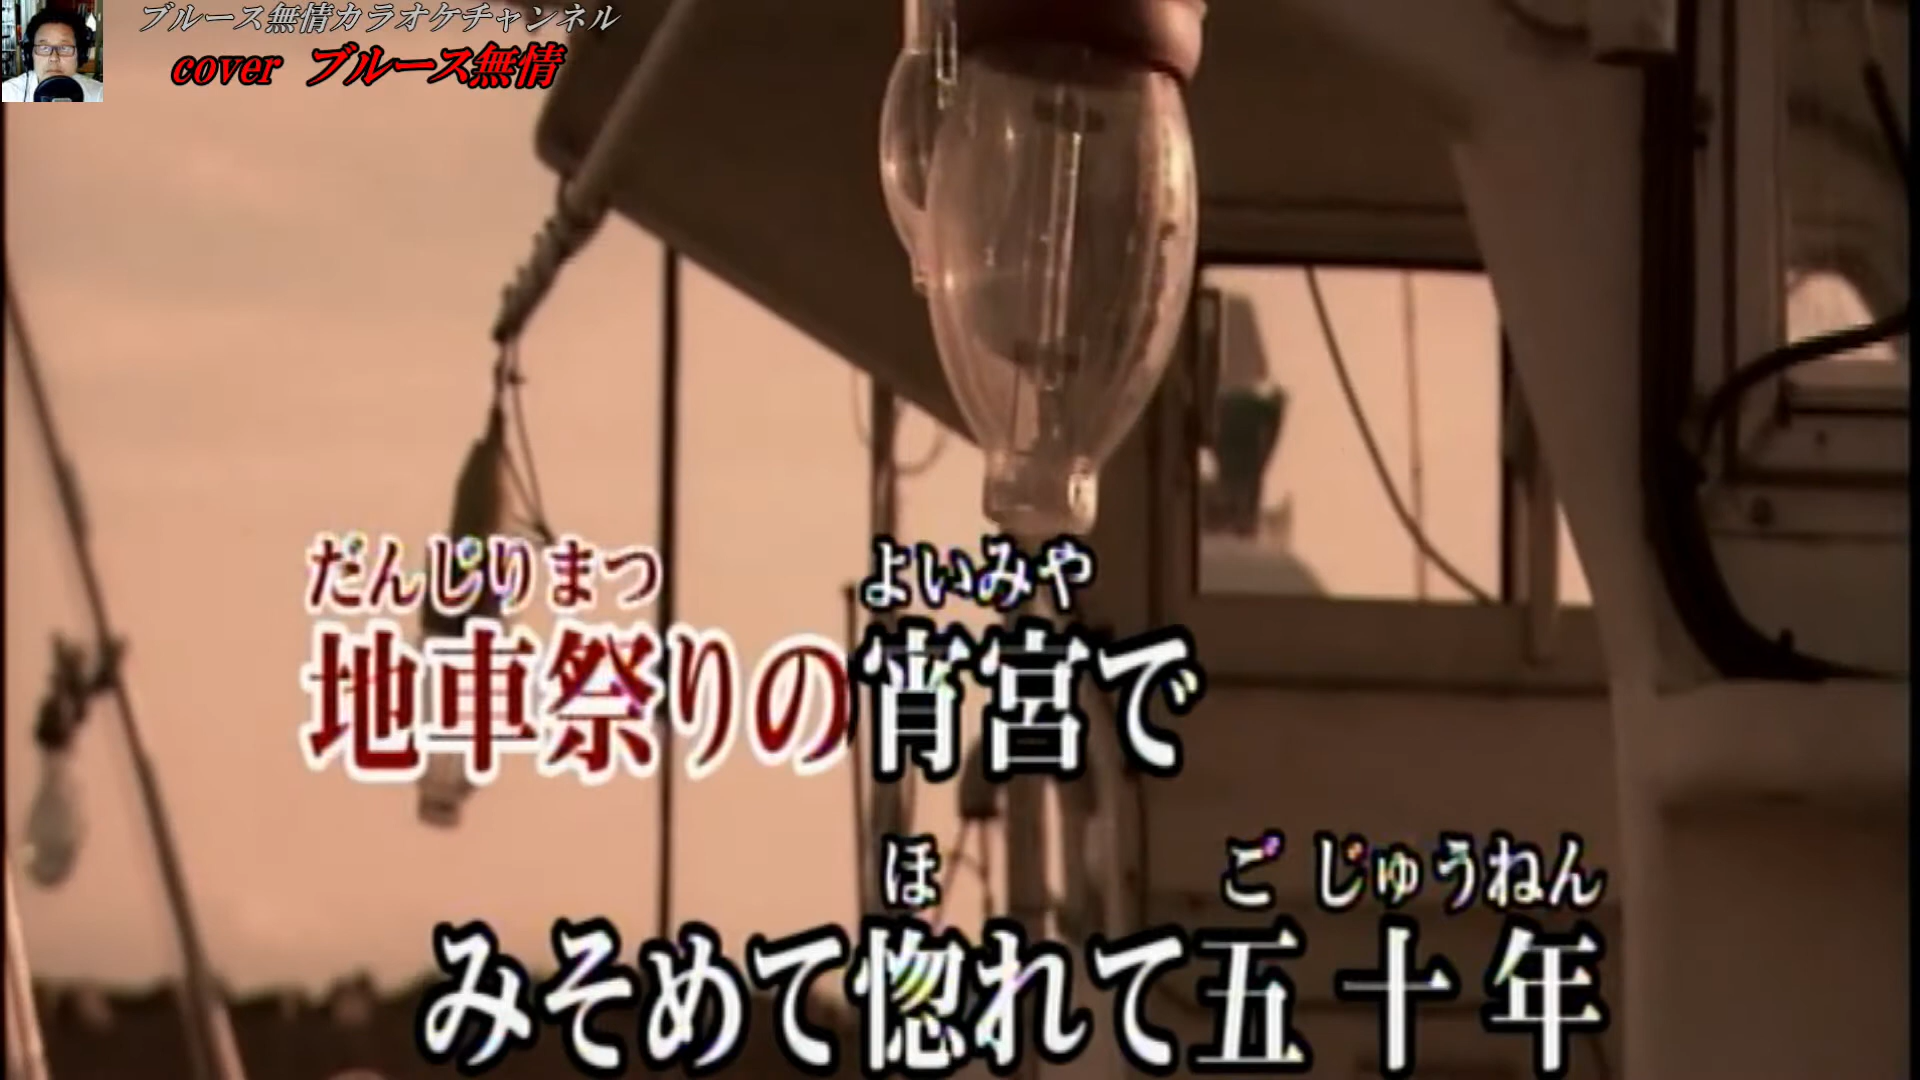 ブルース無情カラオケチャンネル
cover ブルース無情
だんじりまつ よいみや
地車祭りの宵宮で
ほ ごじゅうねん
みそめて惚れて五十年